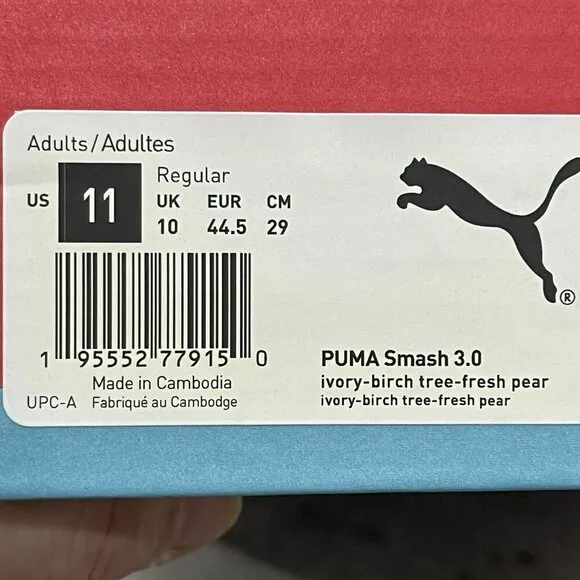 Adults/Adultes
Regular
US 11 UK EUR CM
10 44.5 29
1 95552 77915 0
Made in Cambodia
UPC-A Fabriqué au Cambodge
®
PUMA Smash 3.0
ivory-birch tree-fresh pear
ivory-birch tree-fresh pear